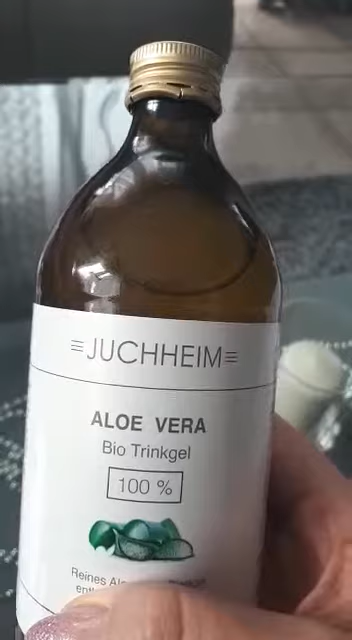 ≡JUCHHEIM≡
ALOE VERA
Bio Trinkgel
100 %
Reines